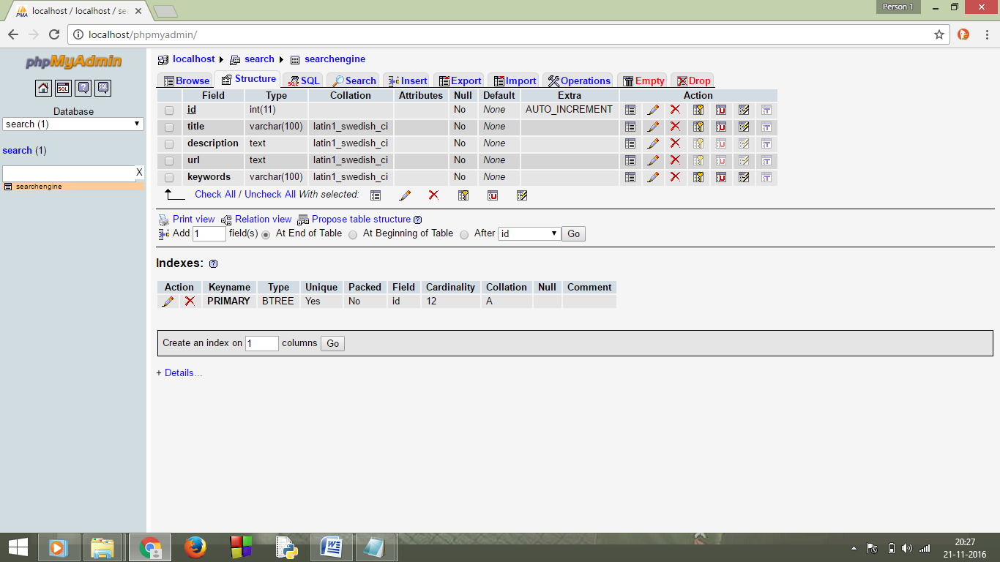 localhost / localhost / sea
Person 1
localhost/phpmyadmin/
phpMyAdmin
localhost search searchengine
Browse Structure SQL Search Insert Export Import Operations Empty Drop
Database
search (1)
search (1)
X
searchengine
Field Type Collation Attributes Null Default Extra Action
id int(11) No None AUTO_INCREMENT
title varchar(100) latin1_swedish_ci No None
description text latin1_swedish_ci No None
url text latin1_swedish_ci No None
keywords varchar(100) latin1_swedish_ci No None
Check All / Uncheck All With selected:
Print view Relation view Propose table structure
Add 1 field(s) At End of Table At Beginning of Table After id Go
Indexes:
Action Keyname Type Unique Packed Field Cardinality Collation Null Comment
PRIMARY BTREE Yes No id 12 A
Create an index on 1 columns Go
+ Details...
20:27
21-11-2016